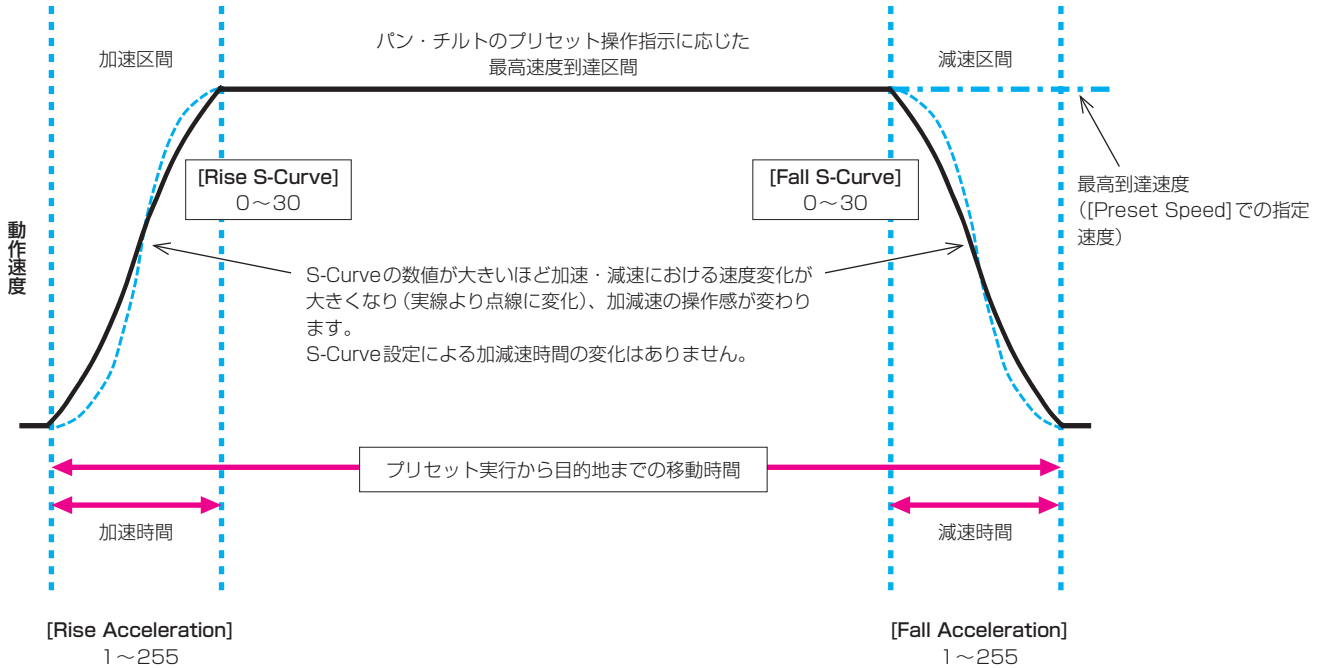 加速区間
パン・チルトのプリセット操作指示に応じた
最高速度到達区間
減速区間
[Rise S-Curve]
0～30
[Fall S-Curve]
0～30
最高到達速度
([Preset Speed]での指定
速度)
動作速度
S-Curveの数値が大きいほど加速・減速における速度変化が
大きくなり(実線より点線に変化)、加減速の操作感が変わり
ます。
S-Curve設定による加減速時間の変化はありません。
プリセット実行から目的地までの移動時間
加速時間
減速時間
[Rise Acceleration]
1～255
[Fall Acceleration]
1～255